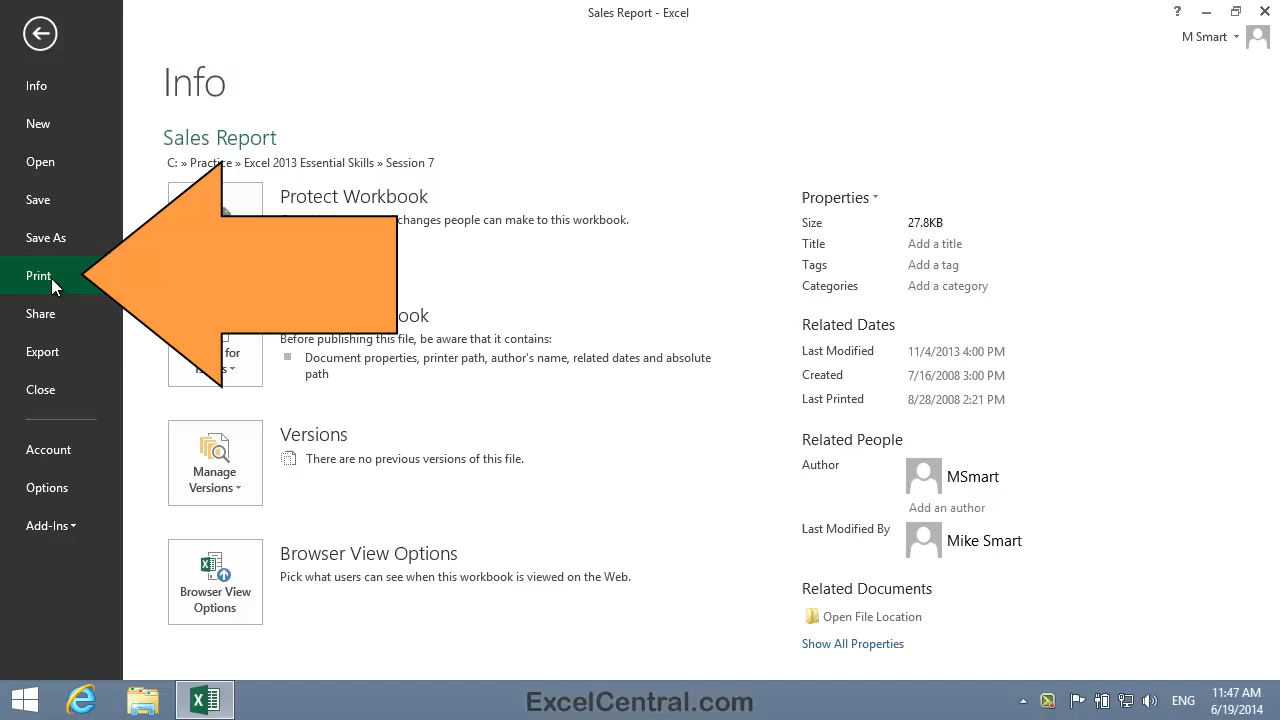 Sales Report - Excel
?
M Smart
Info
New
Open
Save
Save As
Print
Share
Export
Close
Account
Options
Add-Ins
Info
Sales Report
C: » Practice » Excel 2013 Essential Skills » Session 7
Protect Workbook
changes people can make to this workbook.
ook
Before publishing this file, be aware that it contains:
Document properties, printer path, author's name, related dates and absolute
path
for
Versions
There are no previous versions of this file.
Manage
Versions
Browser View Options
Pick what users can see when this workbook is viewed on the Web.
Browser View
Options
Properties
Size 27.8KB
Title Add a title
Tags Add a tag
Categories Add a category
Related Dates
Last Modified 11/4/2013 4:00 PM
Created 7/16/2008 3:00 PM
Last Printed 8/28/2008 2:21 PM
Related People
Author MSmart
Add an author
Last Modified By Mike Smart
Related Documents
Open File Location
Show All Properties
ExcelCentral.com
ENG
11:47 AM
6/19/2014